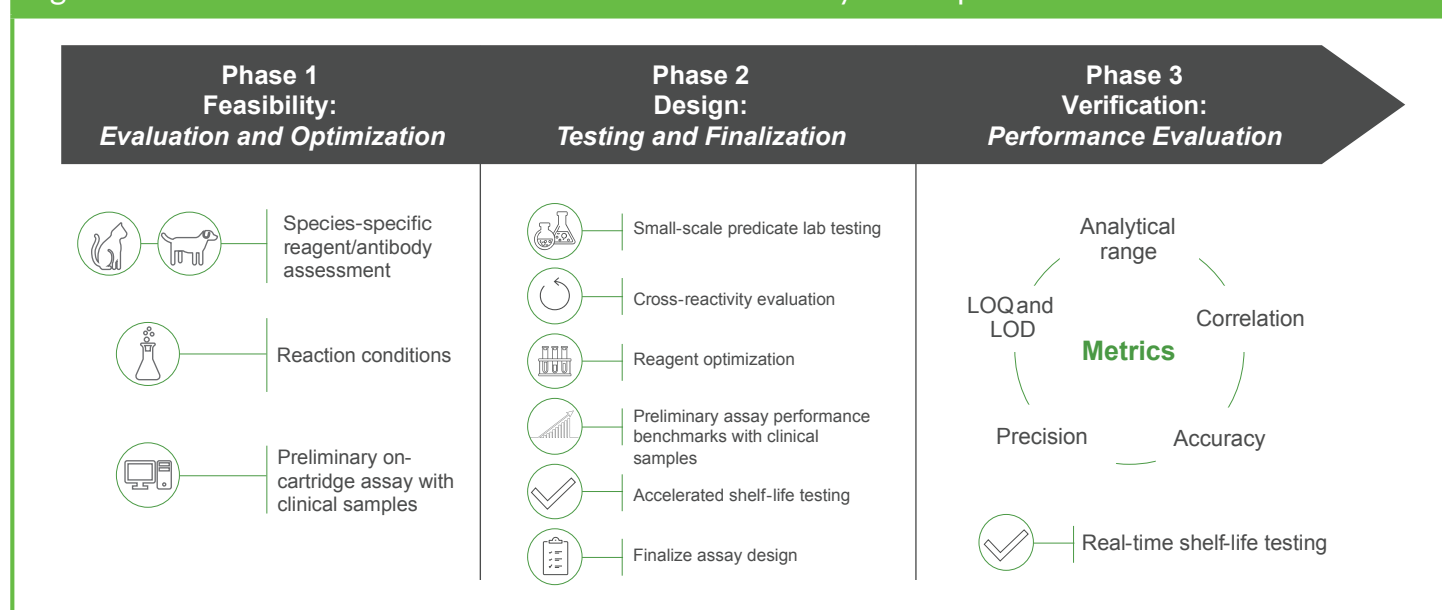 Phase 1
Feasibility:
Evaluation and Optimization
Phase 2
Design:
Testing and Finalization
Phase 3
Verification:
Performance Evaluation
Species-specific
reagent/antibody
assessment
Reaction conditions
Preliminary on-
cartridge assay with
clinical samples
Small-scale predicate lab testing
Cross-reactivity evaluation
Reagent optimization
Preliminary assay performance
benchmarks with clinical
samples
Accelerated shelf-life testing
Finalize assay design
Analytical
range
LOQ and
LOD
Correlation
Metrics
Precision
Accuracy
Real-time shelf-life testing